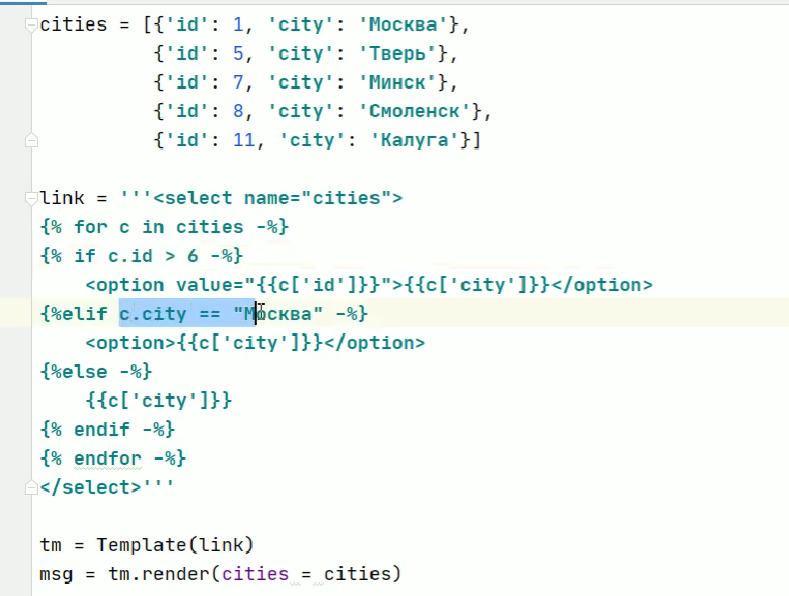 cities = [{'id': 1, 'city': 'Москва'},
{'id': 5, 'city': 'Тверь'},
{'id': 7, 'city': 'Минск'},
{'id': 8, 'city': 'Смоленск'},
{'id': 11, 'city': 'Калуга'}]
link = '''<select name="cities">
{% for c in cities -%}
{% if c.id > 6 -%}
<option value="{{c['id']}}">{{c['city']}}</option>
{%elif c.city == "Москва" -%}
<option>{{c['city']}}</option>
{%else -%}
{{c['city']}}
{% endif -%}
{% endfor -%}
</select>'''
tm = Template(link)
msg = tm.render(cities = cities)